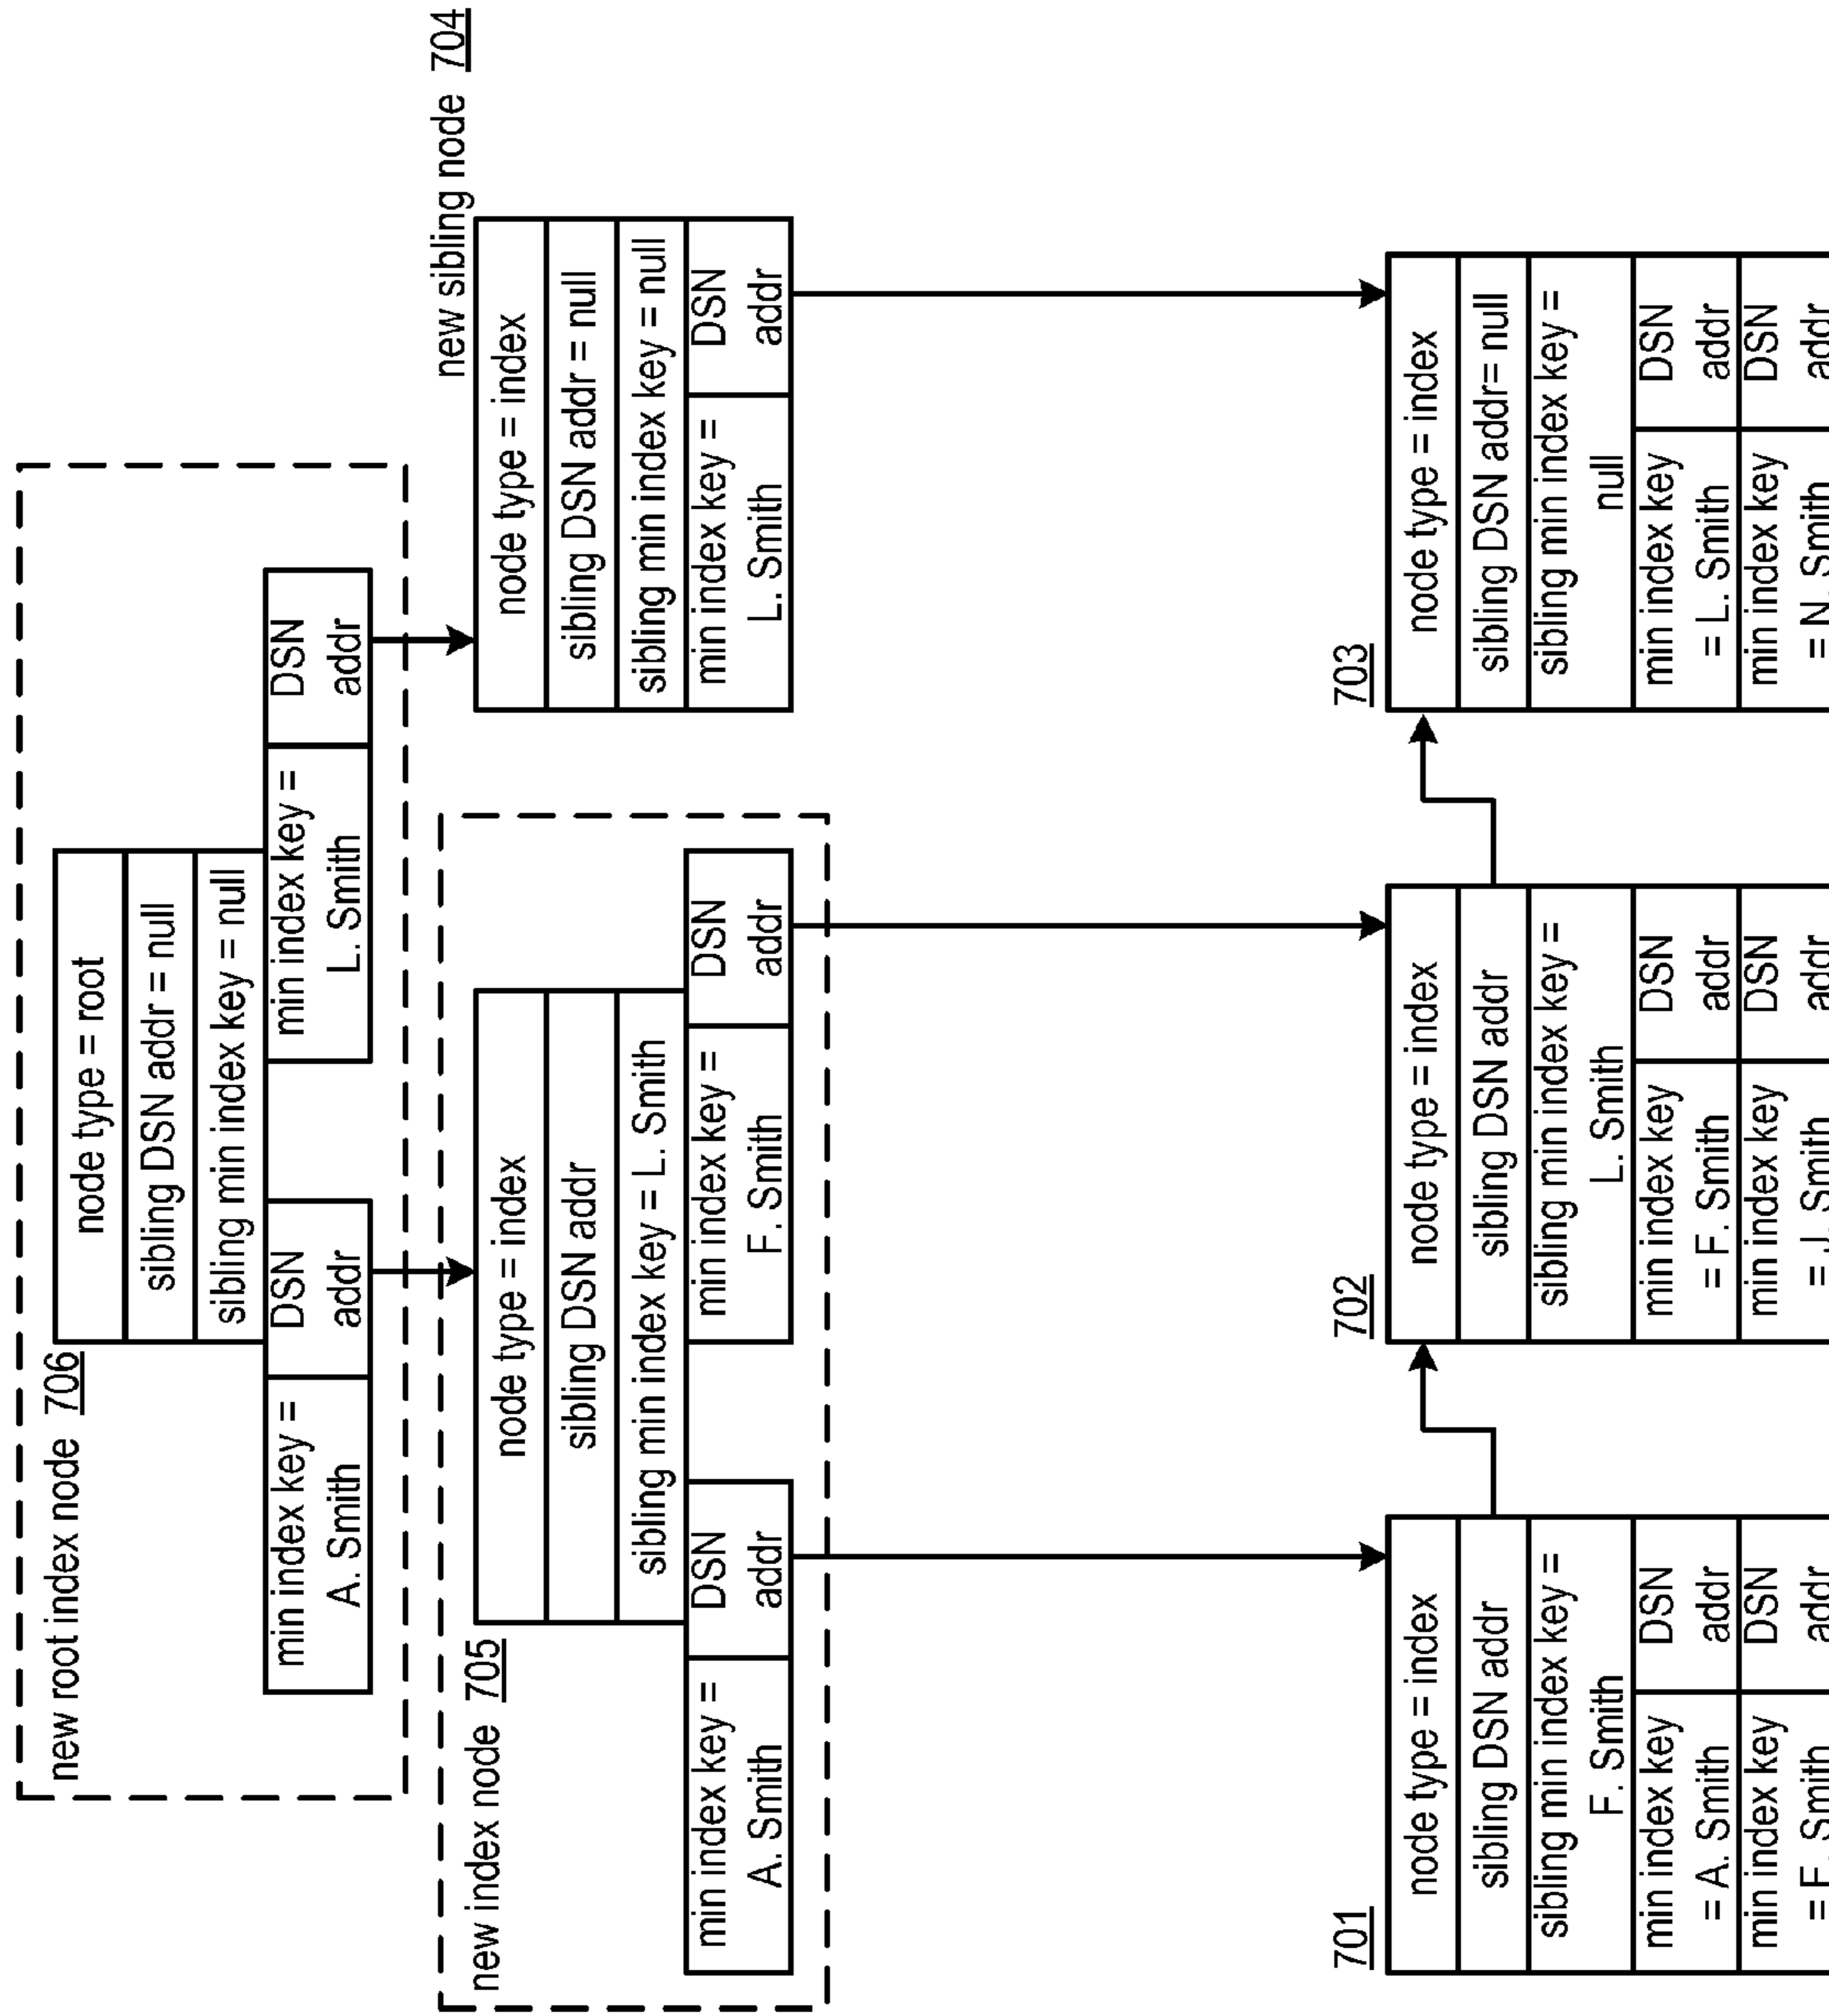 new root index node 706
node type = root
sibling DSN addr = null
sibling min index key = null
min index key =
A. Smith
DSN
addr
min index key =
L. Smith
DSN
addr
new index node 705
node type = index
sibling DSN addr
sibling min index key = L. Smith
min index key =
A. Smith
DSN
addr
min index key =
F. Smith
DSN
addr
new sibling node 704
node type = index
sibling DSN addr = null
sibling min index key = null
min index key =
L. Smith
DSN
addr
701
node type = index
sibling DSN addr
sibling min index key =
F. Smith
min index key
= A. Smith
DSN
addr
min index key
= Smith
DSN
addr
702
node type = index
sibling DSN addr
sibling min index key =
L. Smith
min index key
= F. Smith
DSN
addr
min index key
= J. Smith
DSN
addr
703
node type = index
sibling DSN addr= null
sibling min index key =
null
min index key
= L. Smith
DSN
addr
min index key
= N. Smith
DSN
addr